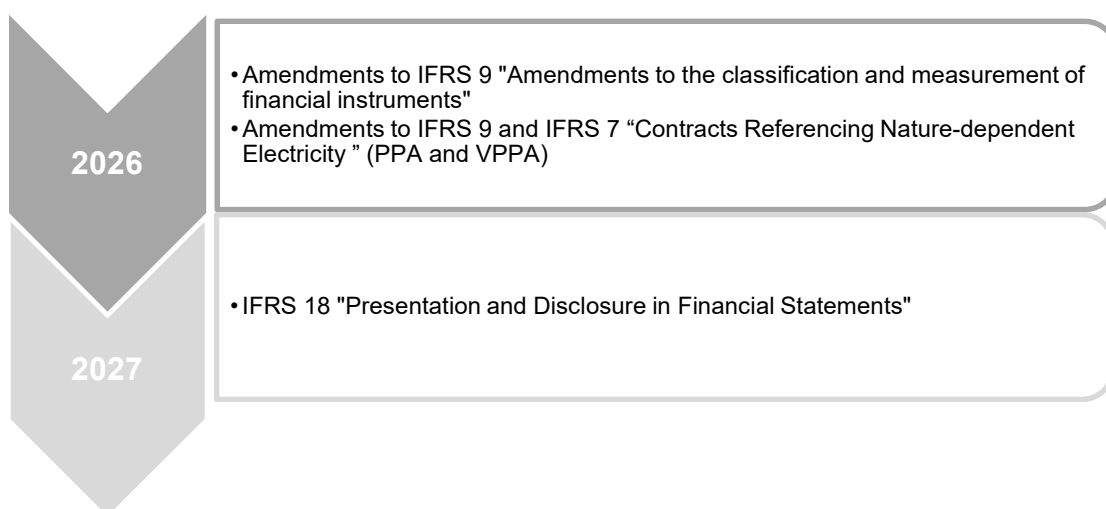 • Amendments to IFRS 9 "Amendments to the classification and measurement of
financial instruments"
• Amendments to IFRS 9 and IFRS 7 “Contracts Referencing Nature-dependent
Electricity ” (PPA and VPPA)
2026
• IFRS 18 "Presentation and Disclosure in Financial Statements"
2027